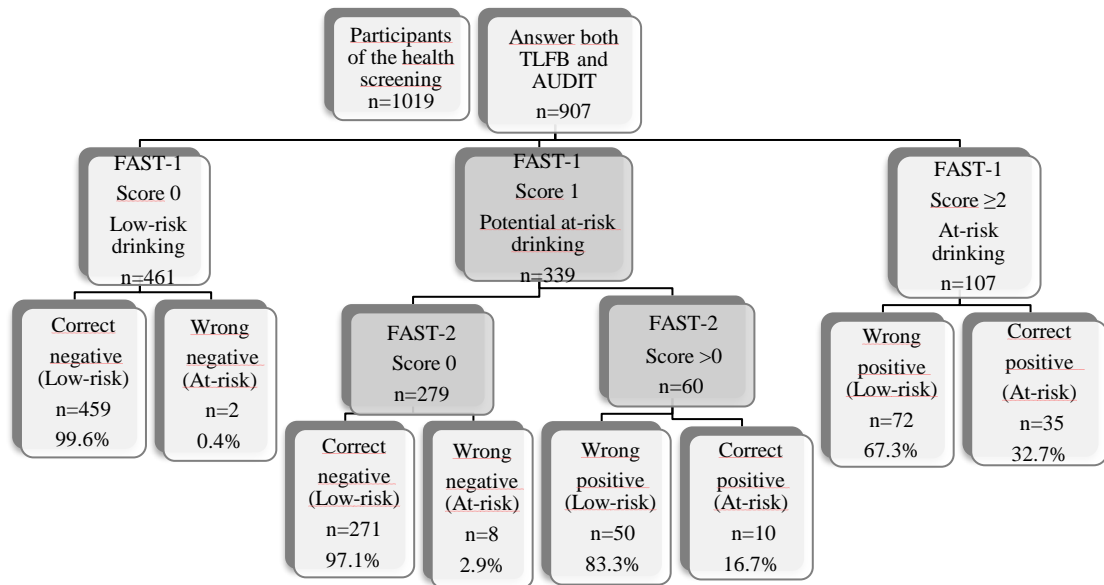 Participants
of the health
screening
n=1019
Answer both
TLFB and
AUDIT
n=907
FAST-1
Score 0
Low-risk
drinking
n=461
FAST-1
Score 1
Potential at-risk
drinking
n=339
FAST-1
Score ≥2
At-risk
drinking
n=107
Correct
negative
(Low-risk)
n=459
99.6%
Wrong
negative
(At-risk)
n=2
0.4%
FAST-2
Score 0
n=279
FAST-2
Score >0
n=60
Wrong
positive
(Low-risk)
n=72
67.3%
Correct
positive
(At-risk)
n=35
32.7%
Correct
negative
(Low-risk)
n=271
97.1%
Wrong
negative
(At-risk)
n=8
2.9%
Wrong
positive
(Low-risk)
n=50
83.3%
Correct
positive
(At-risk)
n=10
16.7%